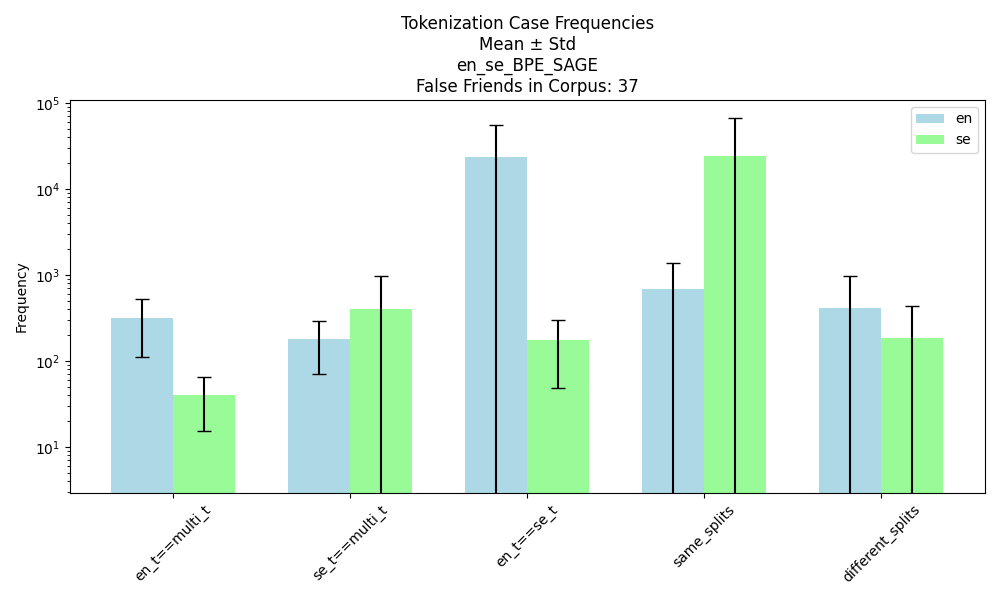 Tokenization Case Frequencies
Mean ± Std
en_se_BPE_SAGE
False Friends in Corpus: 37
en
se
Frequency
10^5
10^4
10^3
10^2
10^1
en_t==multi_t
se_t==multi_t
en_t==se_t
same_splits
different_splits